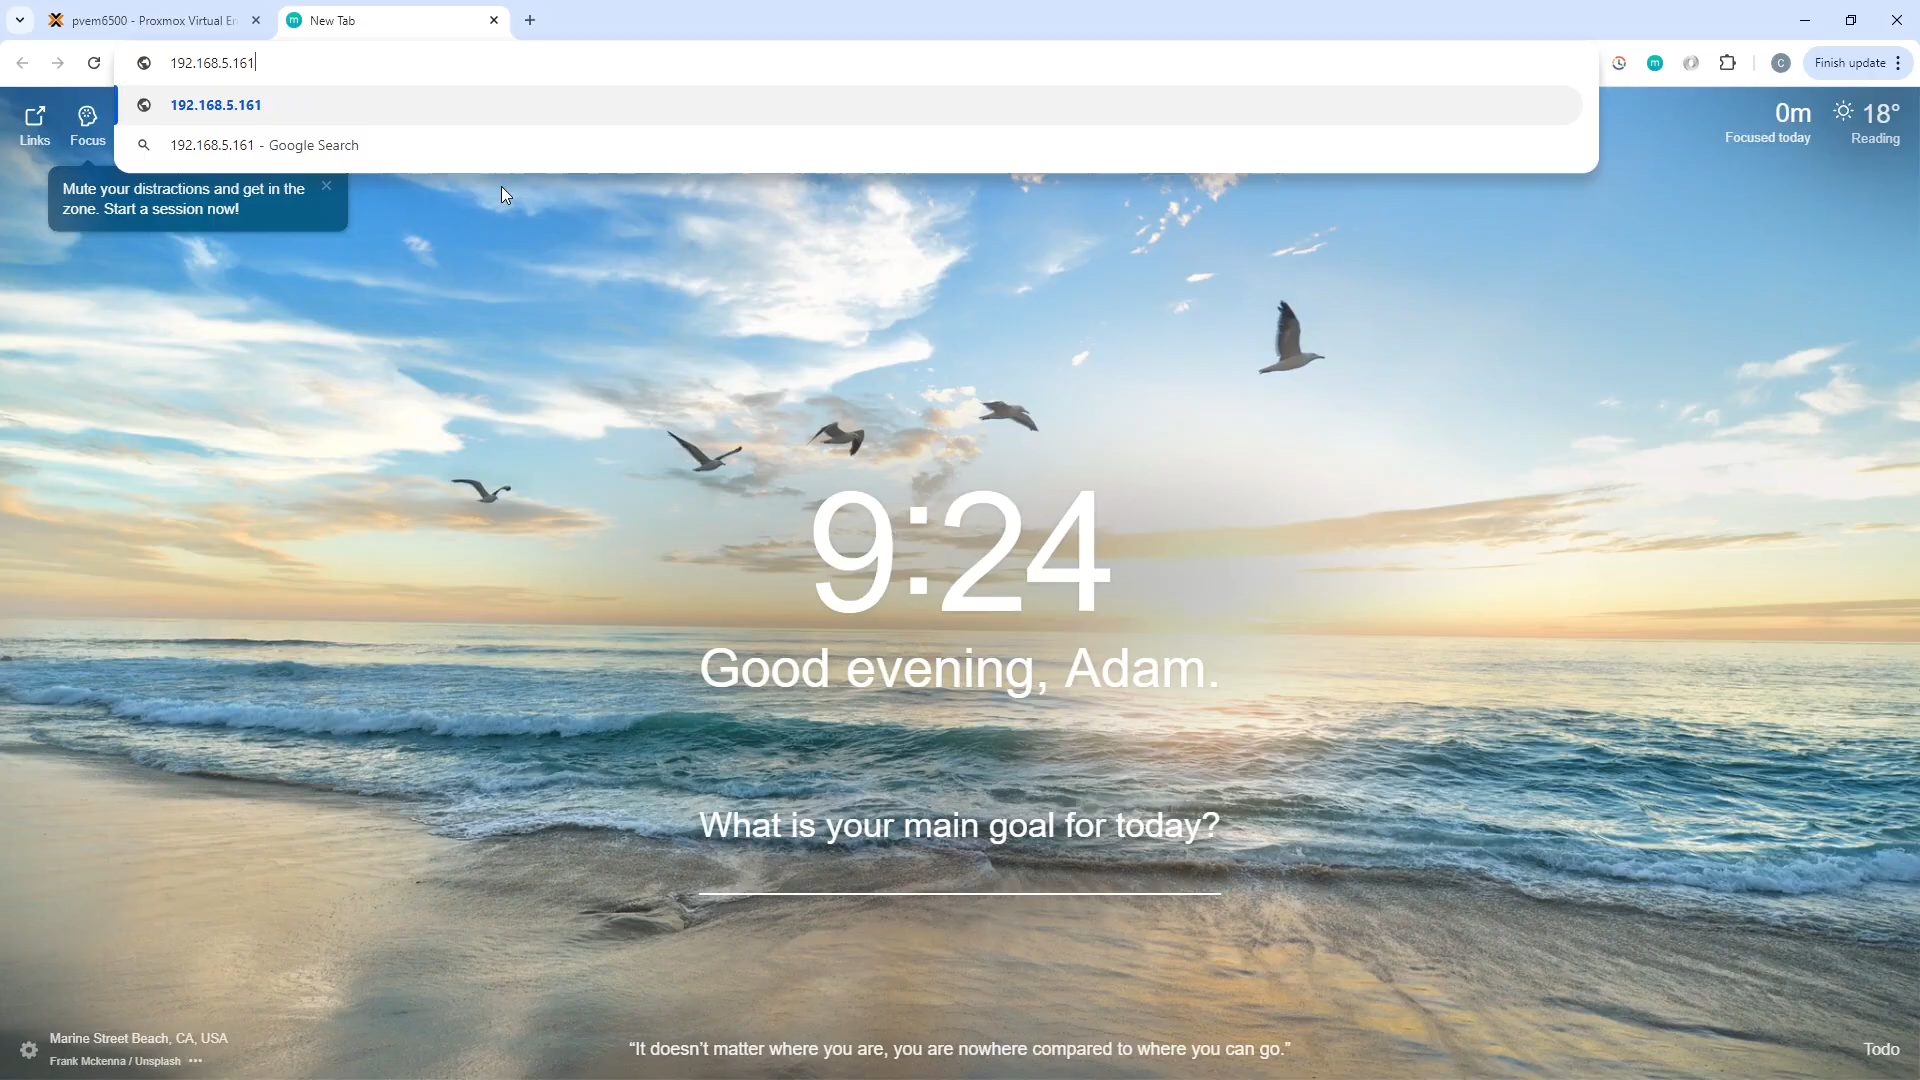 pvem6500 - Proxmox Virtual En
New Tab
192.168.5.161
Finish update
192.168.5.161
192.168.5.161 - Google Search
Links
Focus
0m
Focused today
18°
Reading
Mute your distractions and get in the
zone. Start a session now!
9:24
Good evening, Adam.
What is your main goal for today?
Marine Street Beach, CA, USA
Frank Mckenna / Unsplash
“It doesn’t matter where you are, you are nowhere compared to where you can go.”
Todo
m
m
C